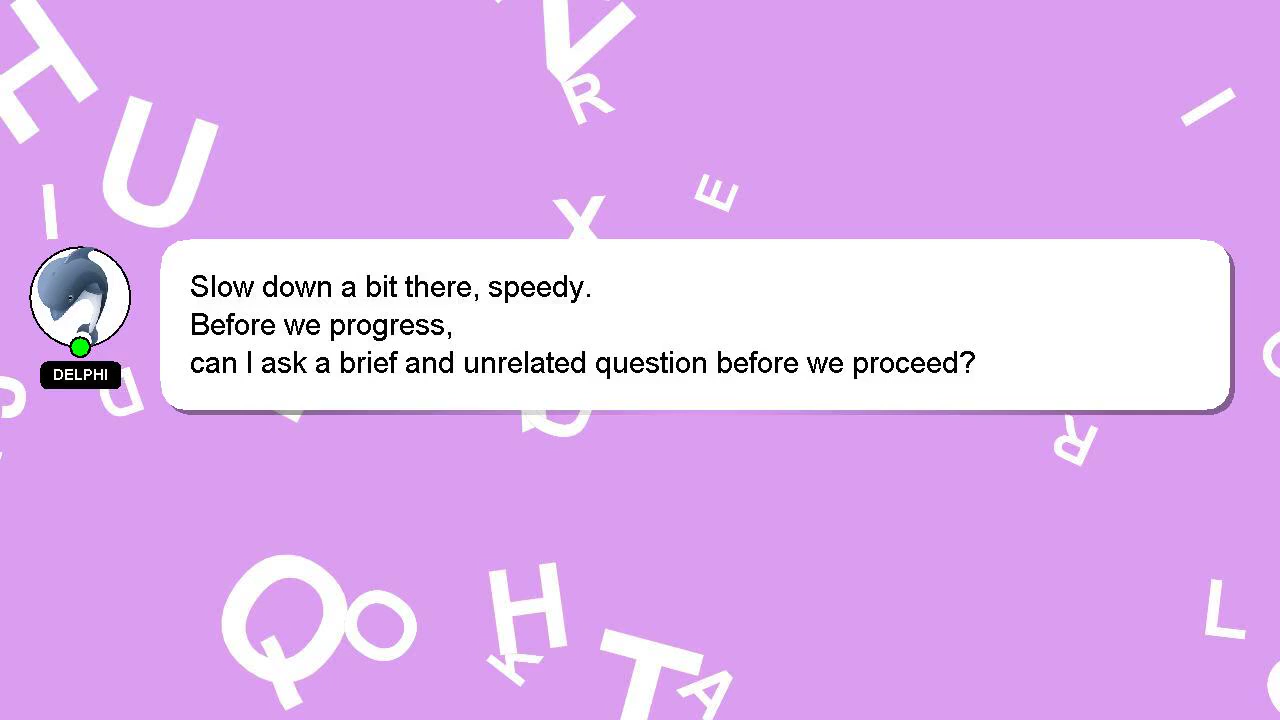 H
U
V
R
I
E
I
X
Slow down a bit there, speedy.
Before we progress,
can I ask a brief and unrelated question before we proceed?
DELPHI
D
R
Q
O
H
K
T
A
L